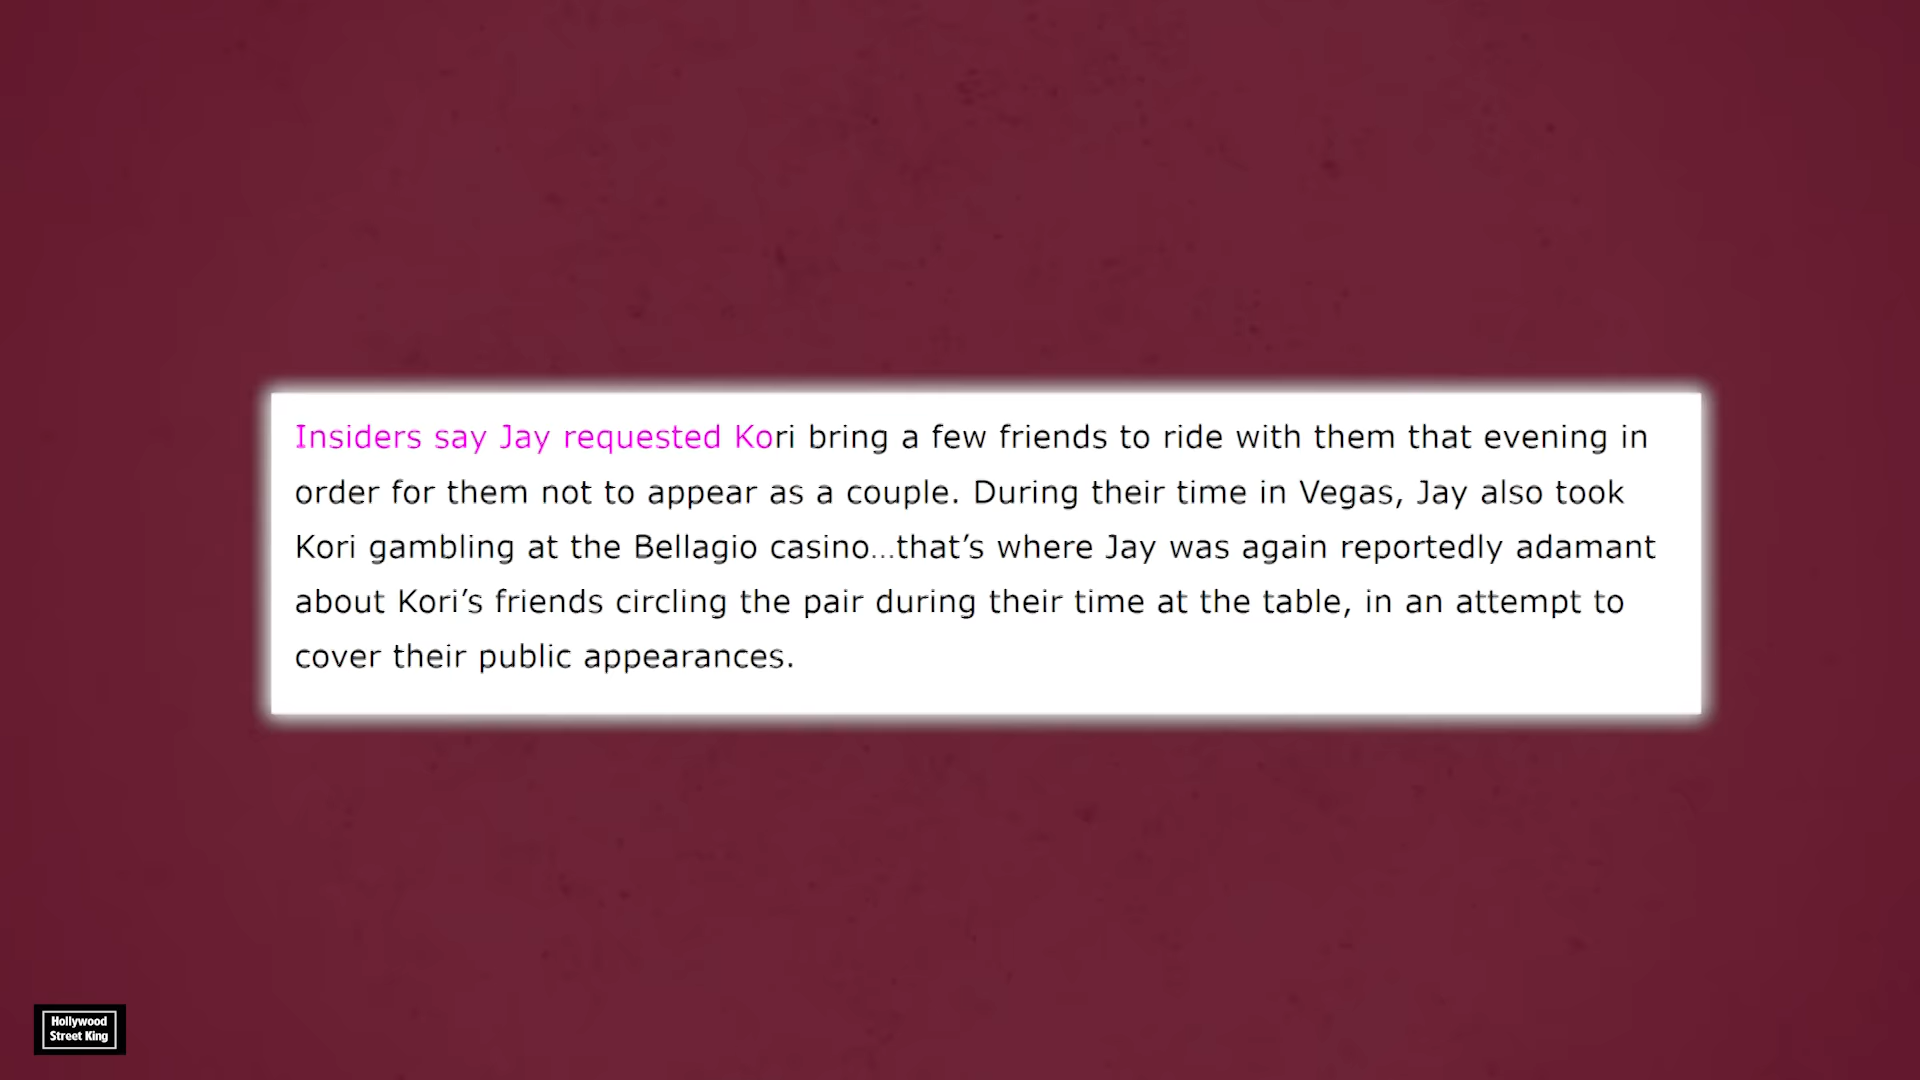 Insiders say Jay requested Kori bring a few friends to ride with them that evening in
order for them not to appear as a couple. During their time in Vegas, Jay also took
Kori gambling at the Bellagio casino…that’s where Jay was again reportedly adamant
about Kori’s friends circling the pair during their time at the table, in an attempt to
cover their public appearances.
Hollywood
Street King